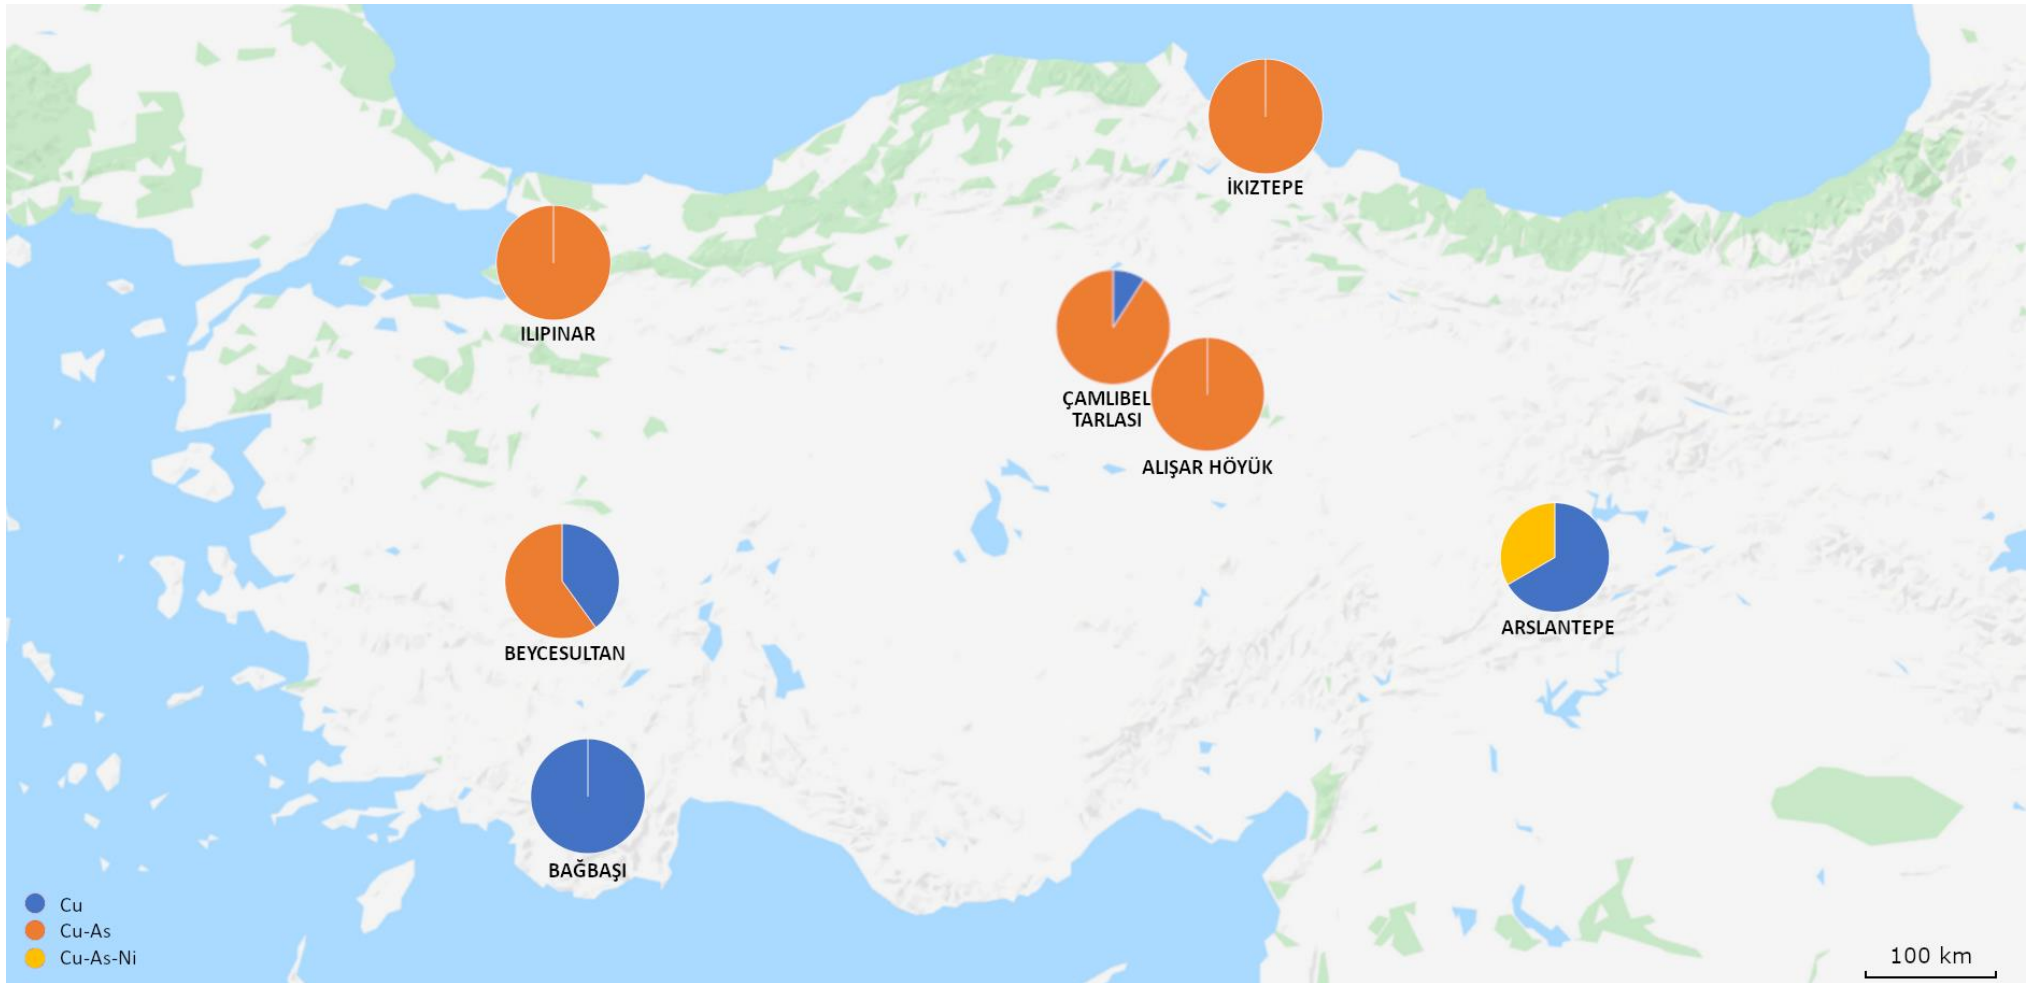 İKIZTEPE
ILIPINAR
ÇAMLIBEL
TARLASI
ALIŞAR HÖYÜK
ARSLANTEPE
BEYCESULTAN
BAĞBAŞI
Cu
Cu-As
Cu-As-Ni
100 km